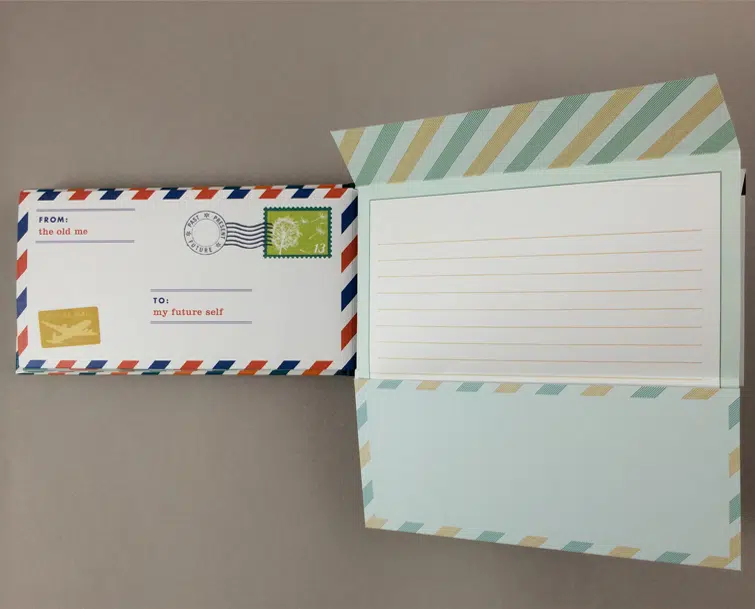 FROM:
the old me
PAST PRESENT
FUTURE
13
TO:
my future self